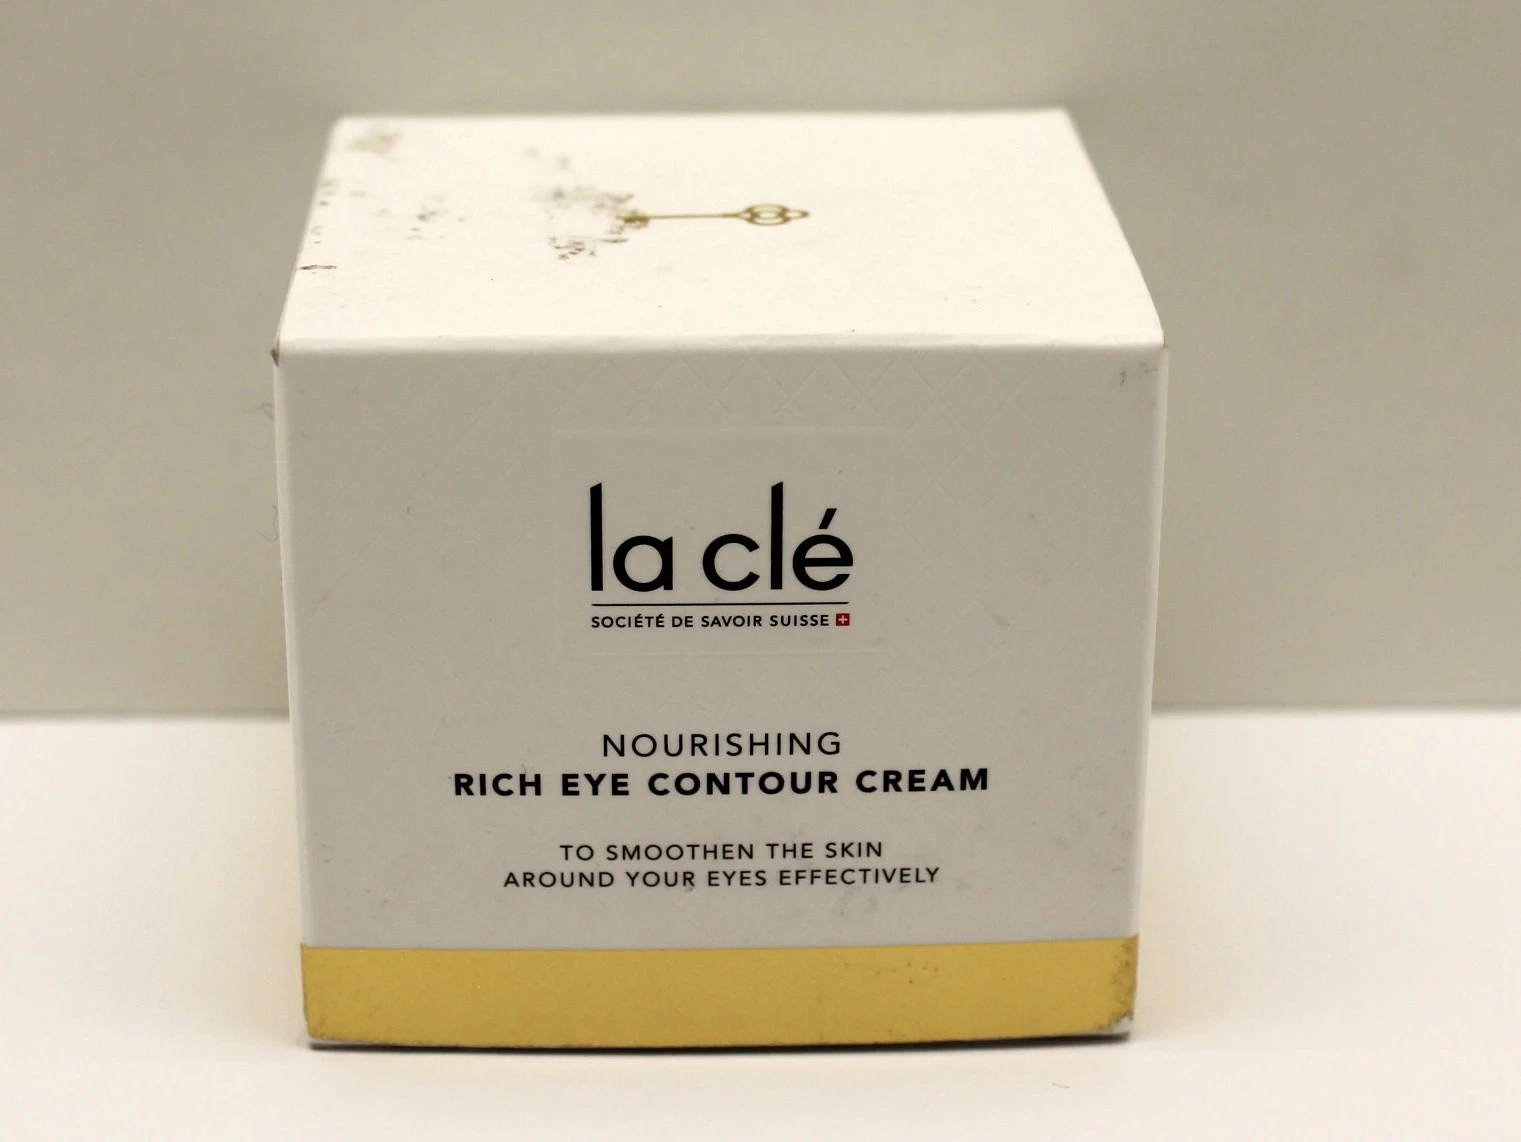 la clé
SOCIÉTÉ DE SAVOIR SUISSE
NOURISHING
RICH EYE CONTOUR CREAM
TO SMOOTHEN THE SKIN
AROUND YOUR EYES EFFECTIVELY